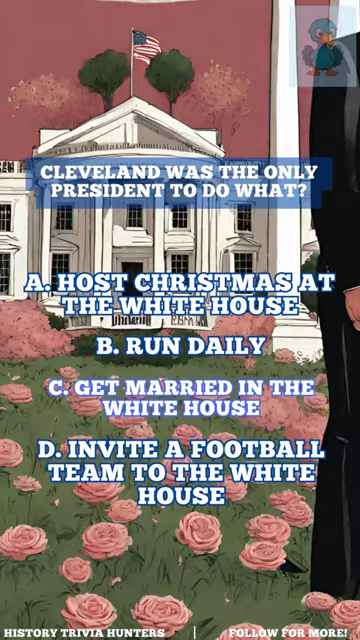 CLEVELAND WAS THE ONLY
PRESIDENT TO DO WHAT?
A. HOST CHRISTMAS AT
THE WHITE HOUSE
B. RUN DAILY
C. GET MARRIED IN THE
WHITE HOUSE
D. INVITE A FOOTBALL
TEAM TO THE WHITE
HOUSE
HISTORY TRIVIA HUNTERS | FOLLOW FOR MORE!